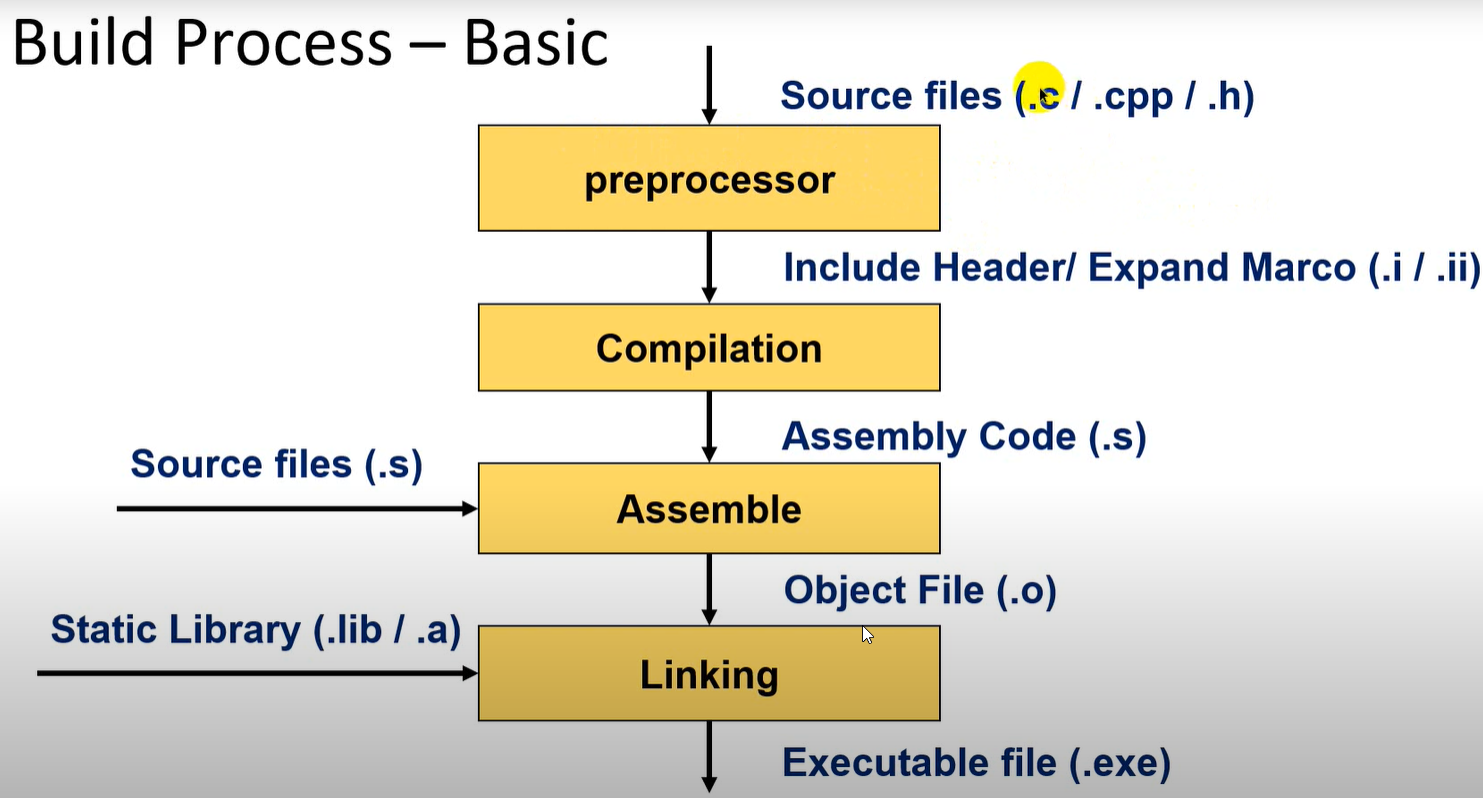 Build Process – Basic
Source files (.c / .cpp / .h)
preprocessor
Include Header/ Expand Marco (.i / .ii)
Compilation
Assembly Code (.s)
Source files (.s)
Assemble
Object File (.o)
Static Library (.lib / .a)
Linking
Executable file (.exe)